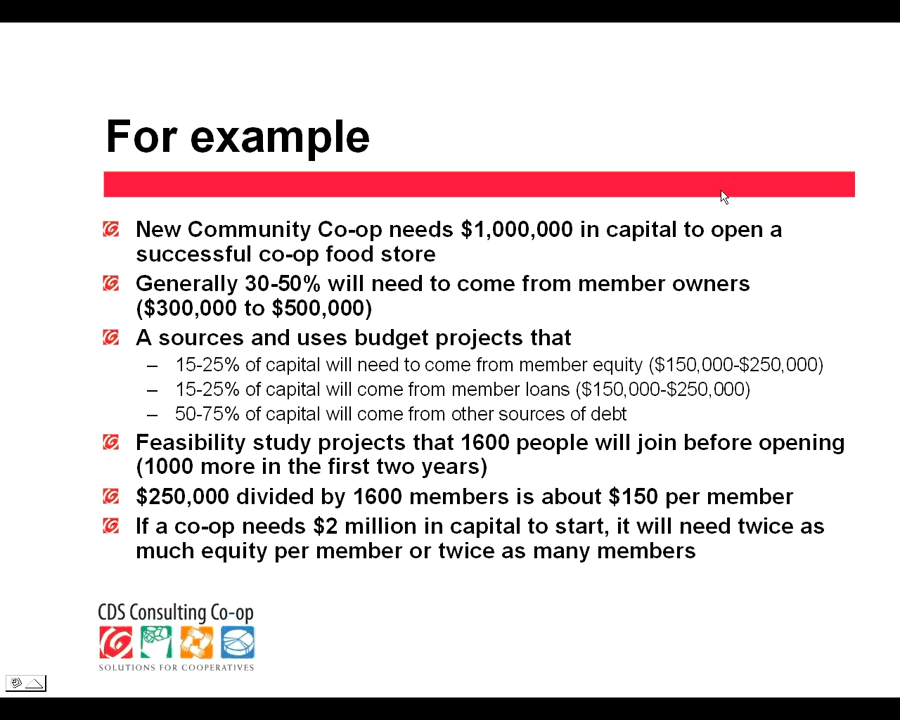 For example
New Community Co-op needs $1,000,000 in capital to open a
successful co-op food store
Generally 30-50% will need to come from member owners
($300,000 to $500,000)
A sources and uses budget projects that
– 15-25% of capital will need to come from member equity ($150,000-$250,000)
– 15-25% of capital will come from member loans ($150,000-$250,000)
– 50-75% of capital will come from other sources of debt
Feasibility study projects that 1600 people will join before opening
(1000 more in the first two years)
$250,000 divided by 1600 members is about $150 per member
If a co-op needs $2 million in capital to start, it will need twice as
much equity per member or twice as many members
CDS Consulting Co-op
SOLUTIONS FOR COOPERATIVES